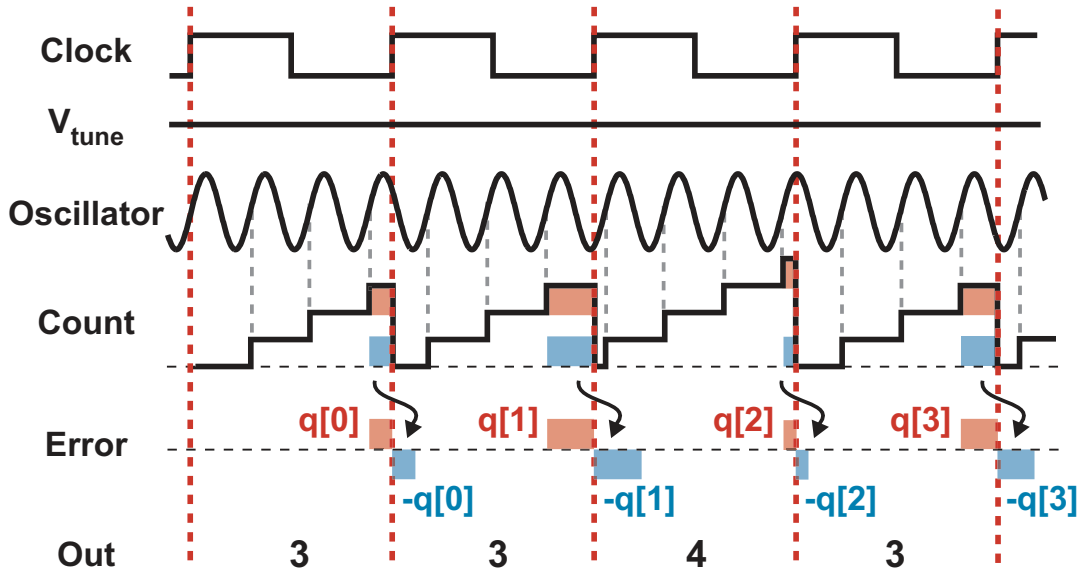 Clock
Vtune
Oscillator
Count
q[0] q[1] q[2] q[3]
Error
-q[0] -q[1] -q[2] -q[3]
Out 3 3 4 3